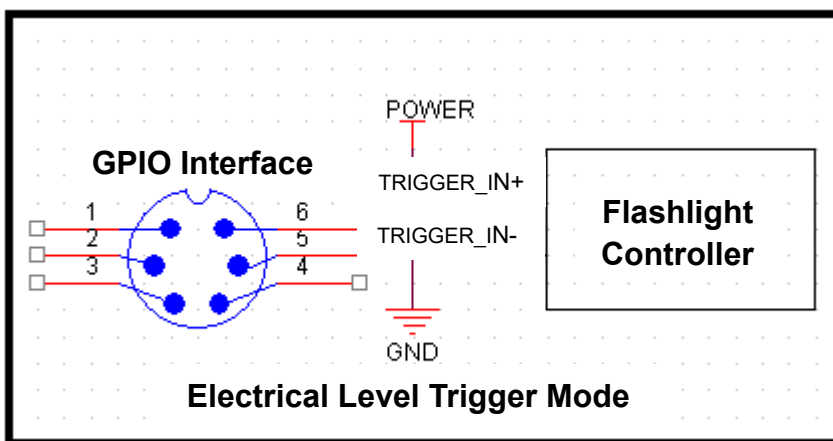 POWER
GPIO Interface
TRIGGER_IN+
1
6
2
5
3
4
TRIGGER_IN-
Flashlight
Controller
GND
Electrical Level Trigger Mode